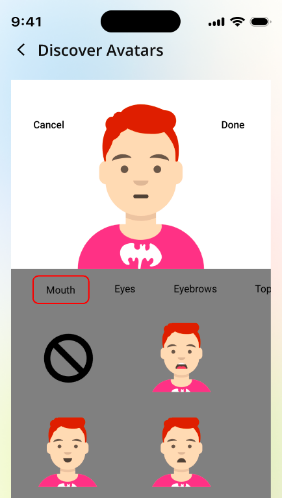 9:41
Discover Avatars
Cancel Done
Mouth Eyes Eyebrows Top